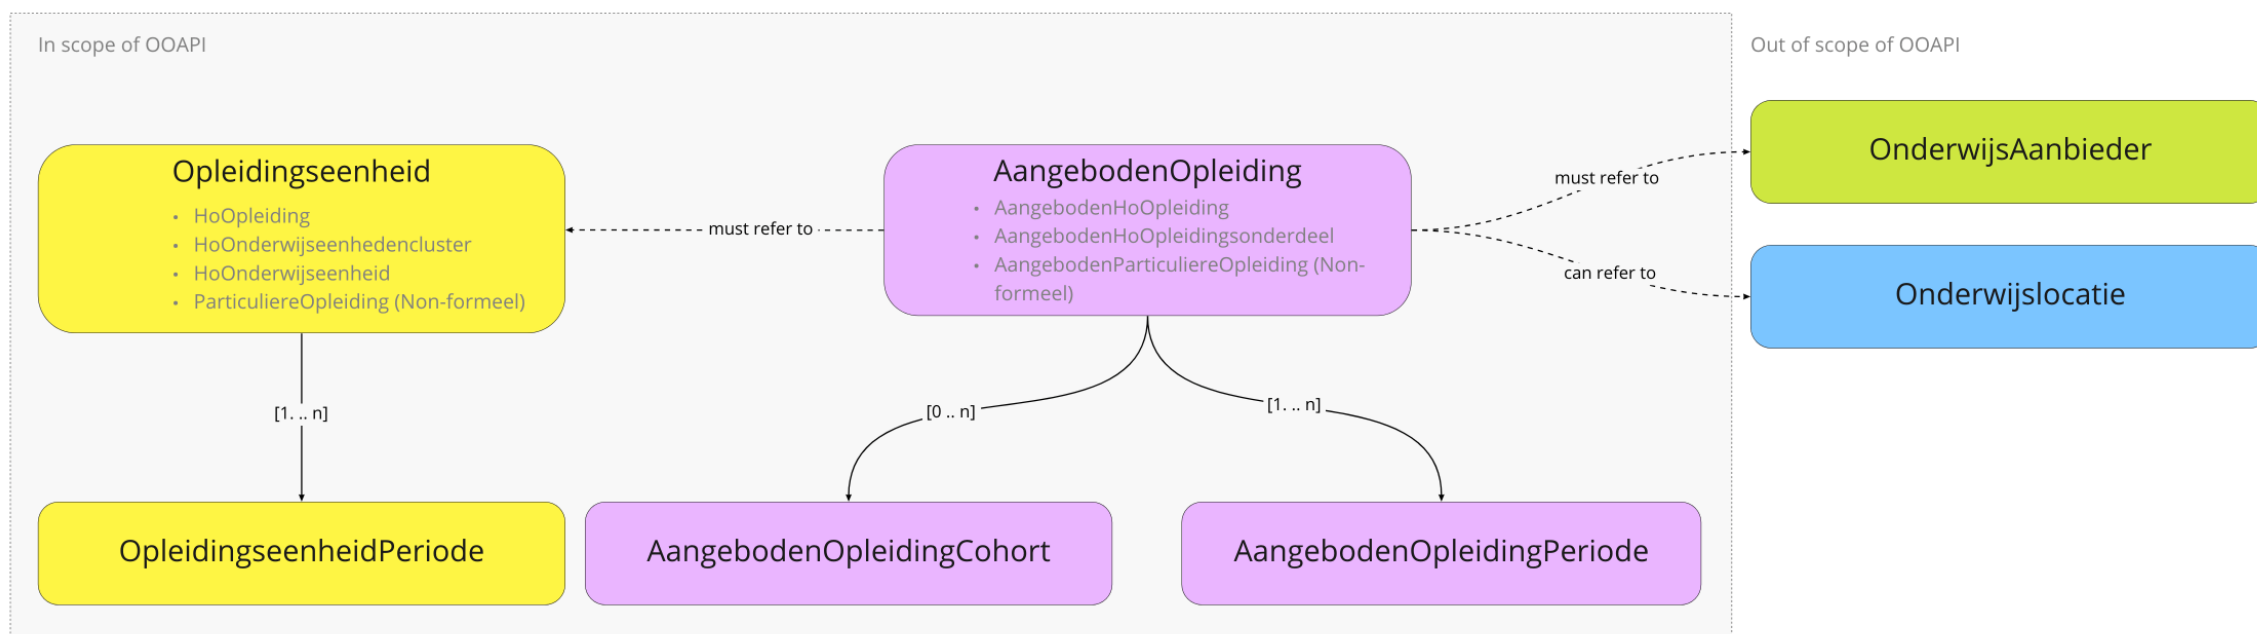 In scope of OOAPI
Out of scope of OOAPI
Opleidingseenheid
• HoOpleiding
• HoOnderwijseenhedencluster
• HoOnderwijseenheid
• ParticuliereOpleiding (Non-formeel)
must refer to
AangebodenOpleiding
• AangebodenHoOpleiding
• AangebodenHoOpleidingsonderdeel
• AangebodenParticuliereOpleiding (Non-
formeel)
must refer to
can refer to
OnderwijsAanbieder
Onderwijslocatie
[1. .. n]
[0 .. n]
[1. .. n]
OpleidingseenheidPeriode
AangebodenOpleidingCohort
AangebodenOpleidingPeriode